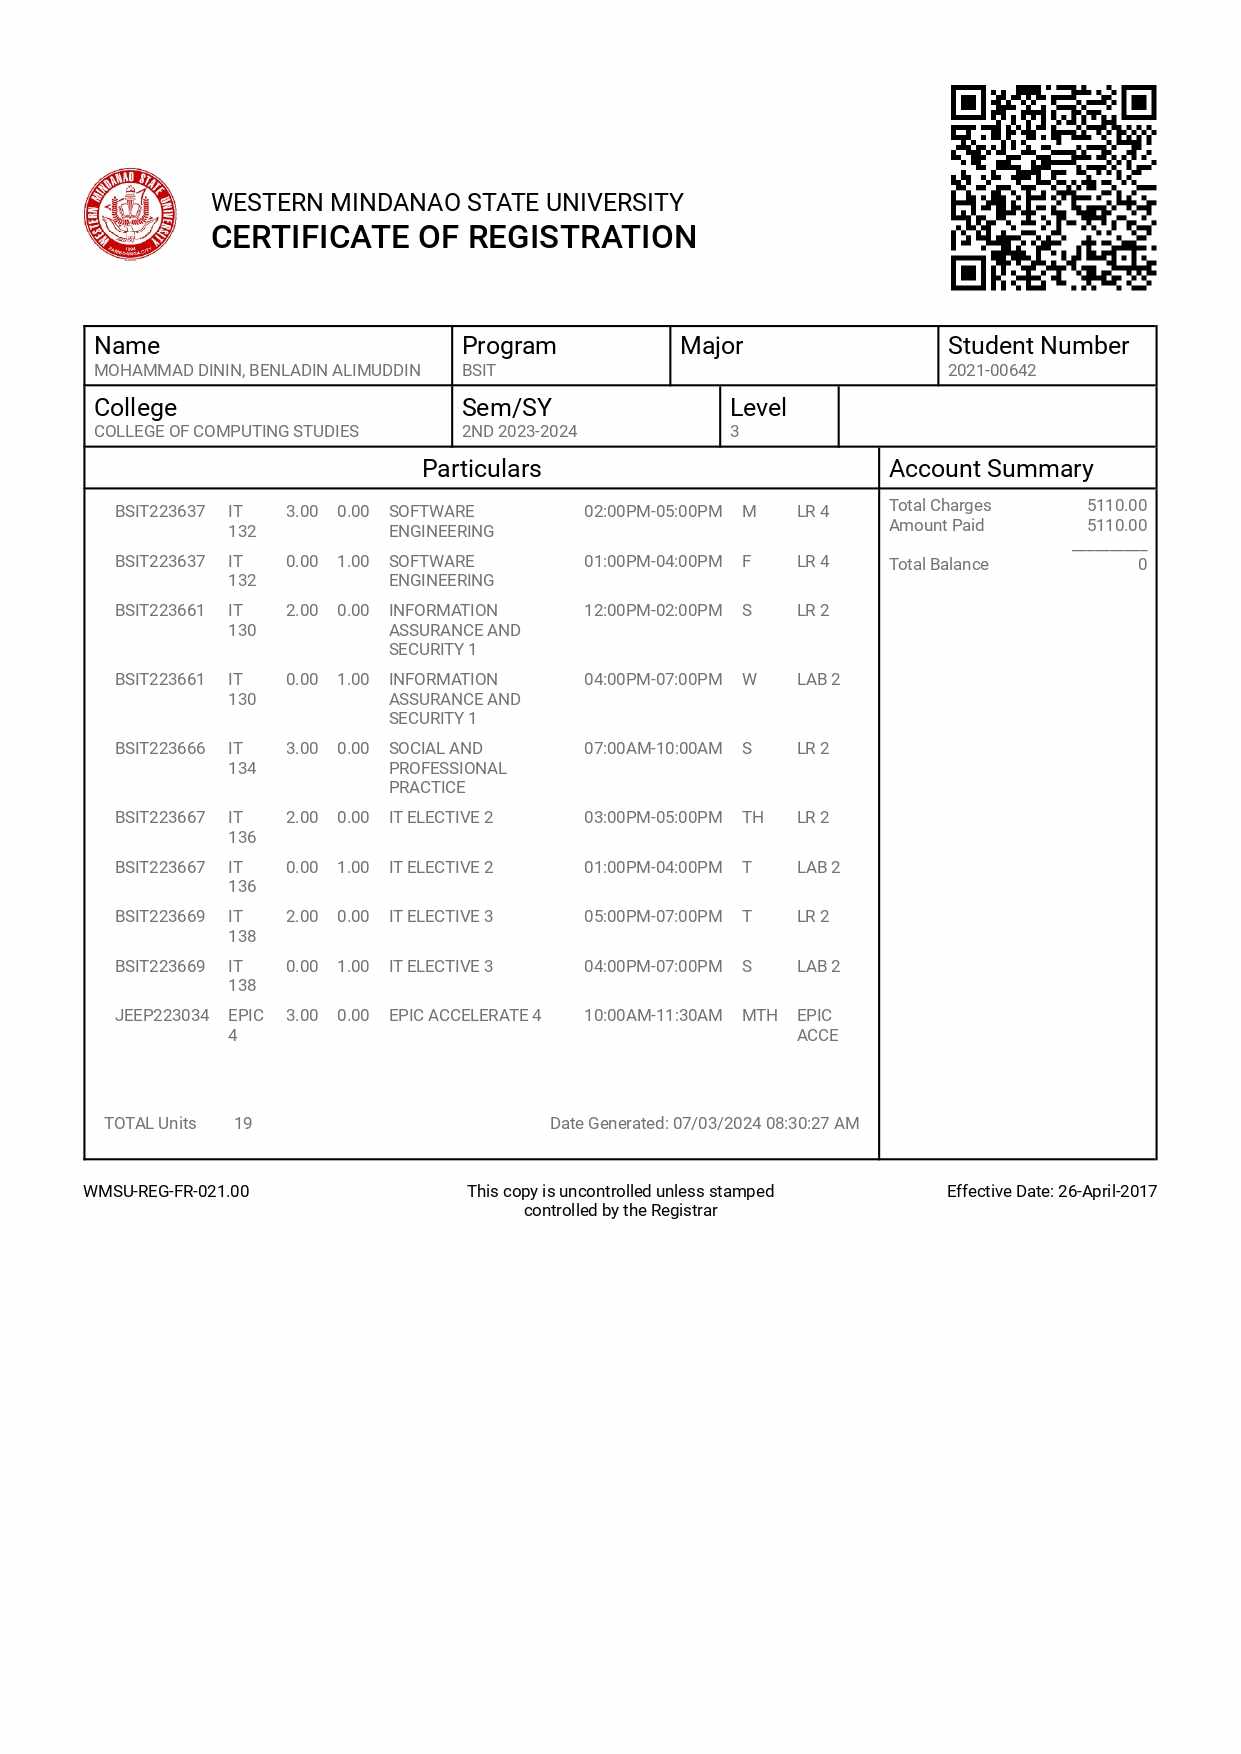 WESTERN MINDANAO STATE UNIVERSITY
WESTERN MINDANAO STATE UNIVERSITY
CERTIFICATE OF REGISTRATION
Name Program Major Student Number
MOHAMMAD DININ, BENLADIN ALIMUDDIN BSIT 2021-00642
College Sem/SY Level
COLLEGE OF COMPUTING STUDIES 2ND 2023-2024 3
Particulars Account Summary
BSIT223637 IT 3.00 0.00 SOFTWARE 02:00PM-05:00PM M LR 4
132 ENGINEERING
BSIT223637 IT 0.00 1.00 SOFTWARE 01:00PM-04:00PM F LR 4
132 ENGINEERING
BSIT223661 IT 2.00 0.00 INFORMATION 12:00PM-02:00PM S LR 2
130 ASSURANCE AND
SECURITY 1
BSIT223661 IT 0.00 1.00 INFORMATION 04:00PM-07:00PM W LAB 2
130 ASSURANCE AND
SECURITY 1
BSIT223666 IT 3.00 0.00 SOCIAL AND 07:00AM-10:00AM S LR 2
134 PROFESSIONAL
PRACTICE
BSIT223667 IT 2.00 0.00 IT ELECTIVE 2 03:00PM-05:00PM TH LR 2
136
BSIT223667 IT 0.00 1.00 IT ELECTIVE 2 01:00PM-04:00PM T LAB 2
136
BSIT223669 IT 2.00 0.00 IT ELECTIVE 3 05:00PM-07:00PM T LR 2
138
BSIT223669 IT 0.00 1.00 IT ELECTIVE 3 04:00PM-07:00PM S LAB 2
138
JEEP223034 EPIC 3.00 0.00 EPIC ACCELERATE 4 10:00AM-11:30AM MTH EPIC
4 ACCE
TOTAL Units 19 Date Generated: 07/03/2024 08:30:27 AM
Total Charges 5110.00
Amount Paid 5110.00
Total Balance 0
WMSU-REG-FR-021.00 This copy is uncontrolled unless stamped Effective Date: 26-April-2017
controlled by the Registrar